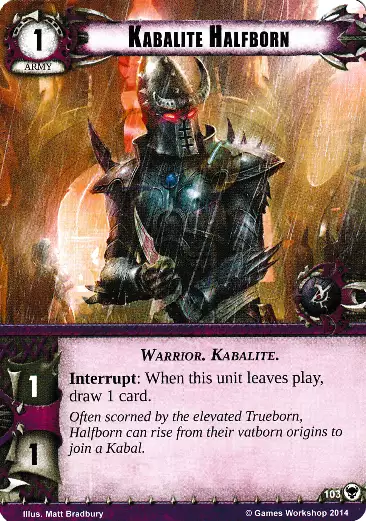 1
ARMY
KABALITE HALFBORN
WARRIOR. KABALITE.
1
Interrupt: When this unit leaves play,
draw 1 card.
Often scorned by the elevated Trueborn,
Halfborn can rise from their vatborn origins to
join a Kabal.
1
103
Illus. Matt Bradbury
© Games Workshop 2014